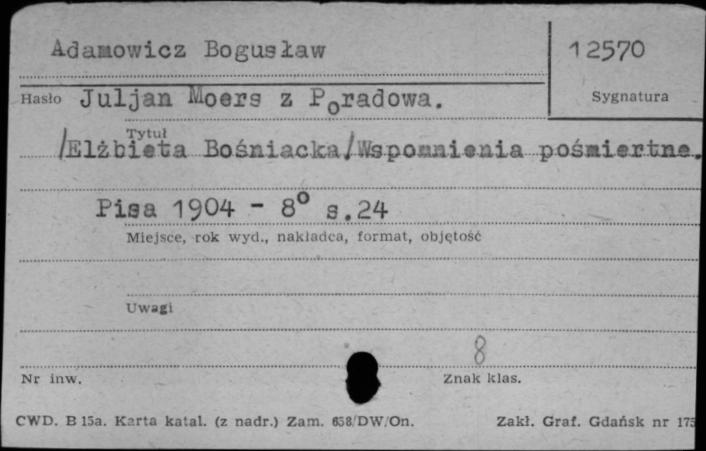 Adamowicz Bogusław 12570
Hasło Juljan Moers z Poradowa. Sygnatura
Tytuł
/Elżbieta Bośniacka/Wspomnienia pośmiertne.
Pisa 1904 - 8° s.24
Miejsce, rok wyd., nakładca, format, objętość
Uwagi
8
Nr inw. Znak klas.
CWD. B 15a. Karta katal. (z nadr.) Zam. 658/DW/On. Zakł. Graf. Gdańsk nr 175